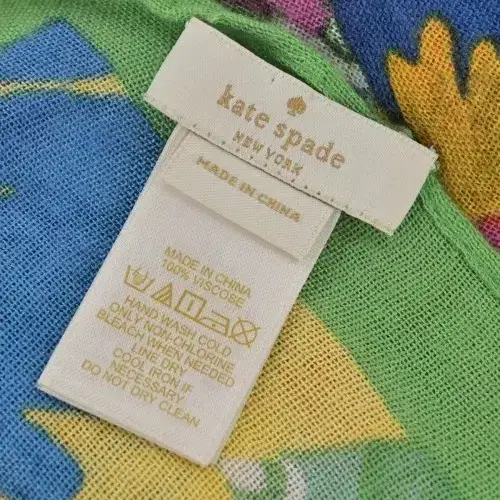 kate spade
NEW YORK
MADE IN CHINA
MADE IN CHINA
100% VISCOSE
HAND WASH COLD
ONLY NON-CHLORINE
BLEACH WHEN NEEDED
LINE DRY
COOL IRON IF
NECESSARY
DO NOT DRY CLEAN